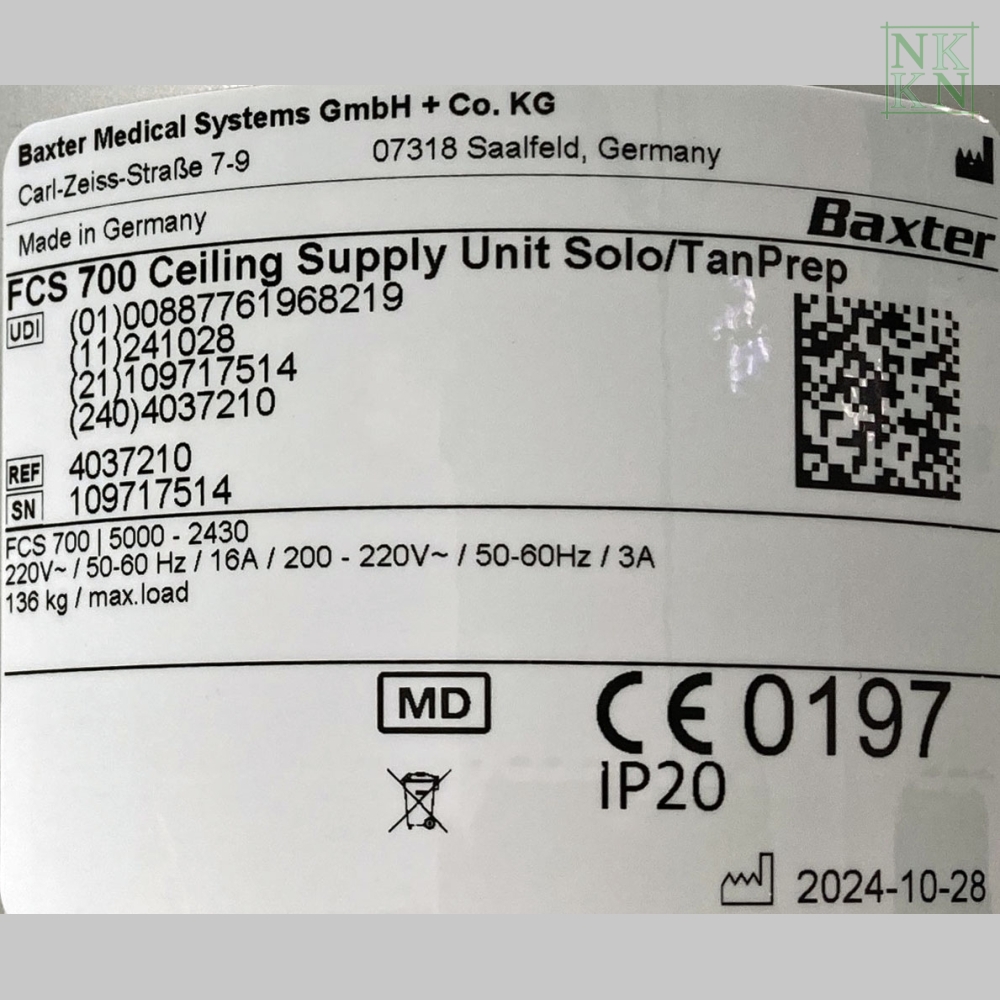 NK
KN
Baxter Medical Systems GmbH + Co. KG
Carl-Zeiss-Straße 7-9 07318 Saalfeld, Germany
Made in Germany
Baxter
FCS 700 Ceiling Supply Unit Solo/TanPrep
UDI (01)00887761968219
(11)241028
(21)109717514
(240)4037210
REF 4037210
SN 109717514
FCS 700 | 5000 - 2430
220V~ / 50-60 Hz / 16A / 200 - 220V~ / 50-60Hz / 3A
136 kg / max.load
MD CE 0197
IP20
2024-10-28